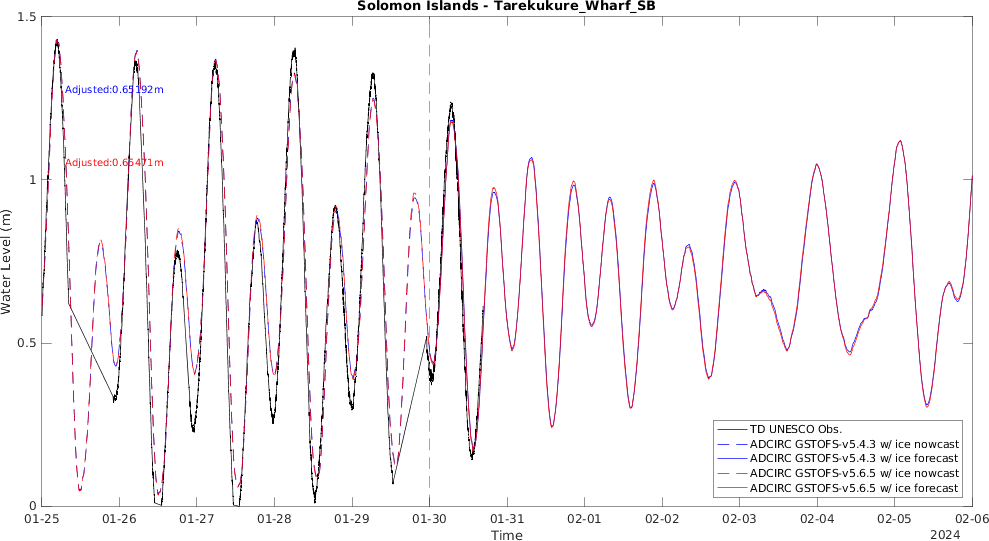 Solomon Islands - Tarekukure_Wharf_SB
1.5
Adjusted:0.65192m
Adjusted:0.65471m
1
Water Level (m)
0.5
TD UNESCO Obs.
ADCIRC GSTOFS-v5.4.3 w/ ice nowcast
ADCIRC GSTOFS-v5.4.3 w/ ice forecast
ADCIRC GSTOFS-v5.6.5 w/ ice nowcast
ADCIRC GSTOFS-v5.6.5 w/ ice forecast
0
01-25 01-26 01-27 01-28 01-29 01-30 01-31 02-01 02-02 02-03 02-04 02-05 02-06
Time
2024